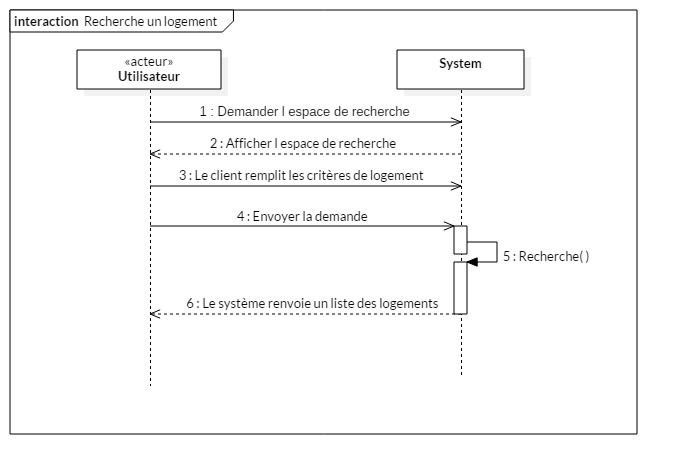 interaction Recherche un logement
«acteur»
Utilisateur
System
1 : Demander l espace de recherche
2 : Afficher l espace de recherche
3 : Le client remplit les critères de logement
4 : Envoyer la demande
5 : Recherche( )
6 : Le système renvoie un liste des logements